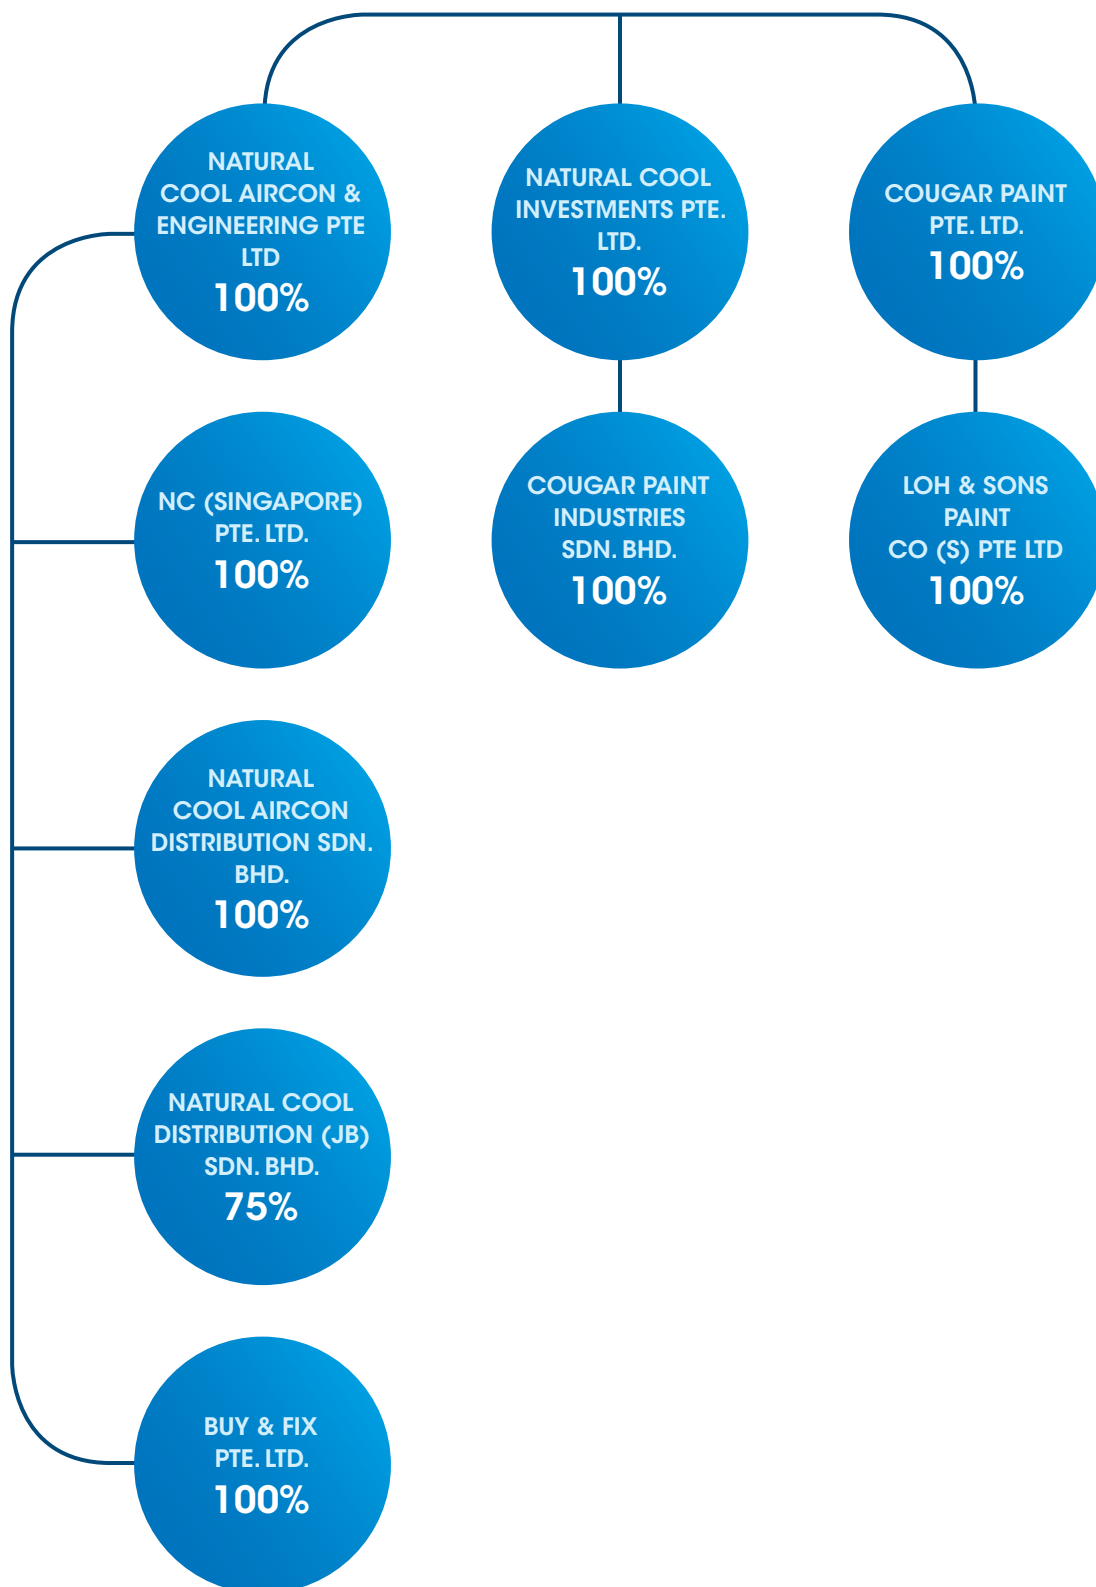 NATURAL
COOL AIRCON &
ENGINEERING PTE
LTD
100%
NATURAL COOL
INVESTMENTS PTE.
LTD.
100%
COUGAR PAINT
PTE. LTD.
100%
NC (SINGAPORE)
PTE. LTD.
100%
COUGAR PAINT
INDUSTRIES
SDN. BHD.
100%
LOH & SONS
PAINT
CO (S) PTE LTD
100%
NATURAL
COOL AIRCON
DISTRIBUTION SDN.
BHD.
100%
NATURAL COOL
DISTRIBUTION (JB)
SDN. BHD.
75%
BUY & FIX
PTE. LTD.
100%